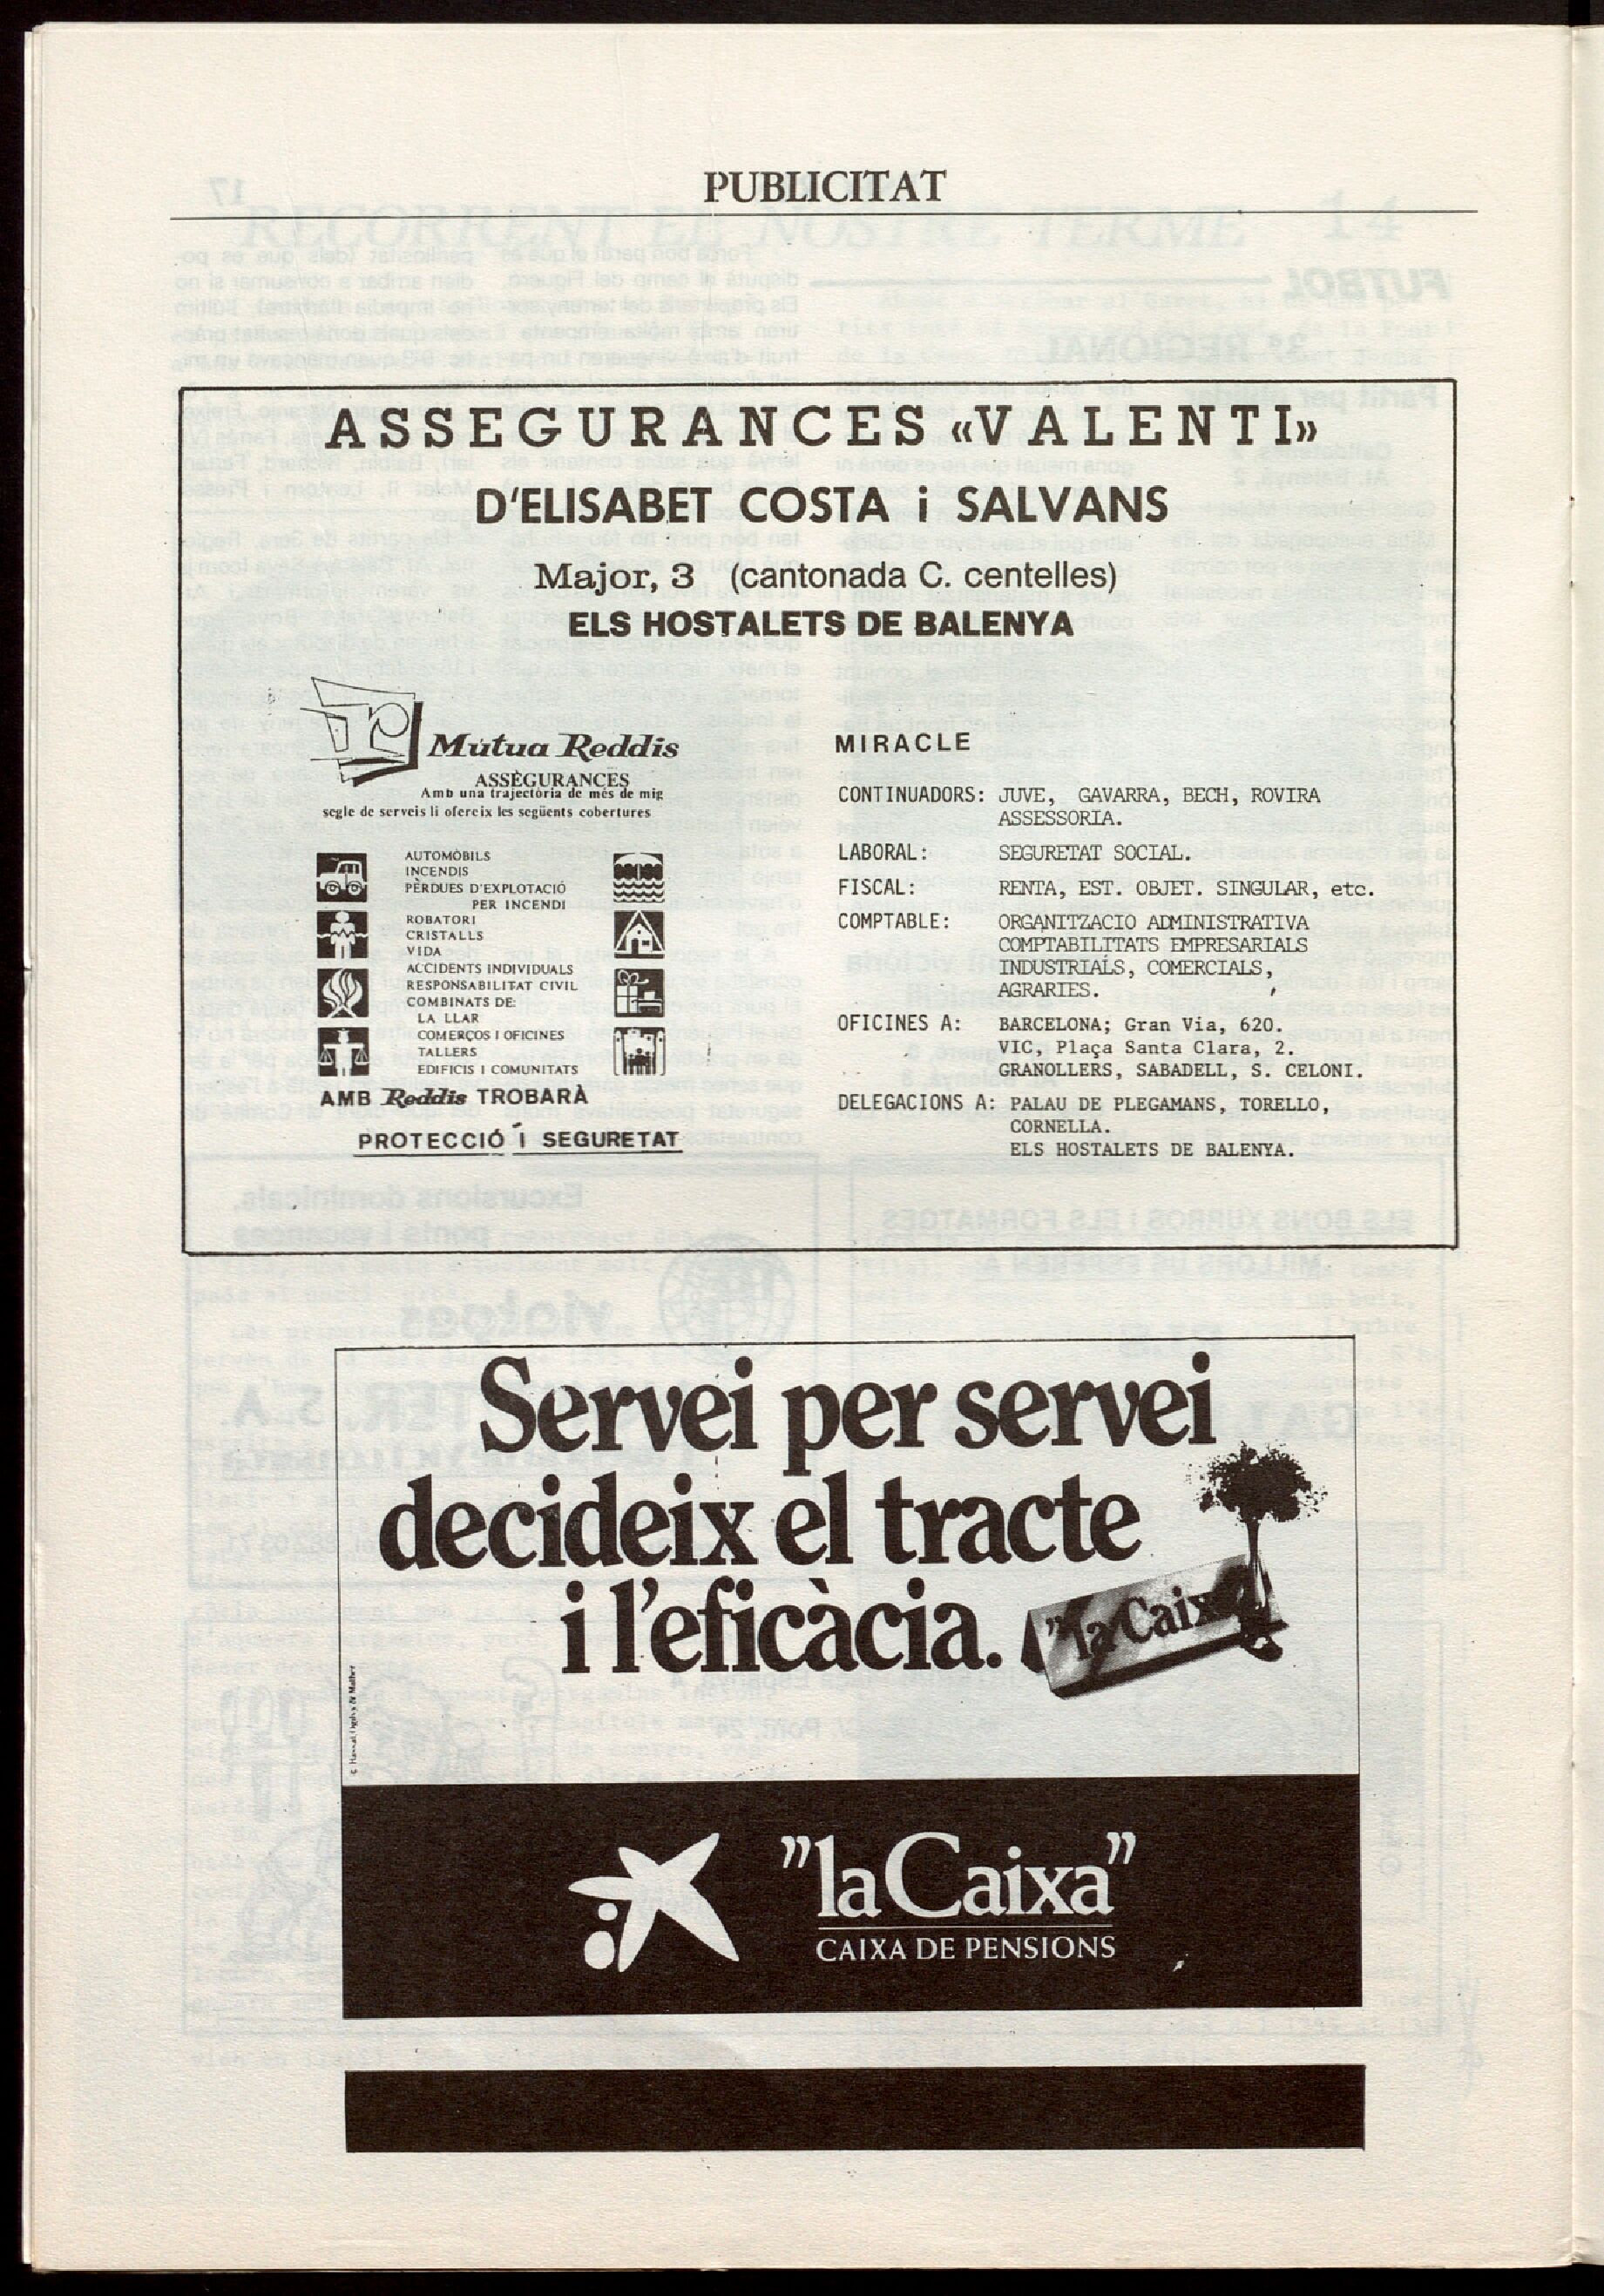 PUBLICITAT
ASSEGURANCES «VALENTI»
D'ELISABET COSTA i SALVANS
Major, 3 (cantonada C. centelles)
ELS HOSTALETS DE BALENYA
Mútua Reddis
ASSEGURANCES
Amb una trajectòria de més de mig
segle de serveis li ofereix les següents cobertures
AUTOMÒBILS
INCENDIS
PÈRDUES D'EXPLOTACIÓ
PER INCENDI
ROBATORI
CRISTALLS
VIDA
ACCIDENTS INDIVIDUALS
RESPONSABILITAT CIVIL
COMBINATS DE:
LA LLAR
COMERÇOS I OFICINES
TALLERS
EDIFICIS I COMUNITATS
AMB Reddis TROBARÀ
PROTECCIÓ I SEGURETAT
MIRACLE
CONTINUADORS: JUVE, GAVARRA, BECH, ROVIRA
ASSESSORIA.
LABORAL: SEGURETAT SOCIAL.
FISCAL: RENTA, EST. OBJET. SINGULAR, etc.
COMPTABLE: ORGANITZACIO ADMINISTRATIVA
COMPTABILITATS EMPRESARIALS
INDUSTRIALS, COMERCIALS,
AGRARIES.
OFICINES A: BARCELONA; Gran Via, 620.
VIC, Plaça Santa Clara, 2.
GRANOLLERS, SABADELL, S. CELONI.
DELEGACIONS A: PALAU DE PLEGAMANS, TORELLO,
CORNELLA.
ELS HOSTALETS DE BALENYA.
Servei per servei
decideix el tracte
i l'eficàcia.
"la Caixa
© Bassat, Ogilvy & Mather
"la Caixa"
CAIXA DE PENSIONS